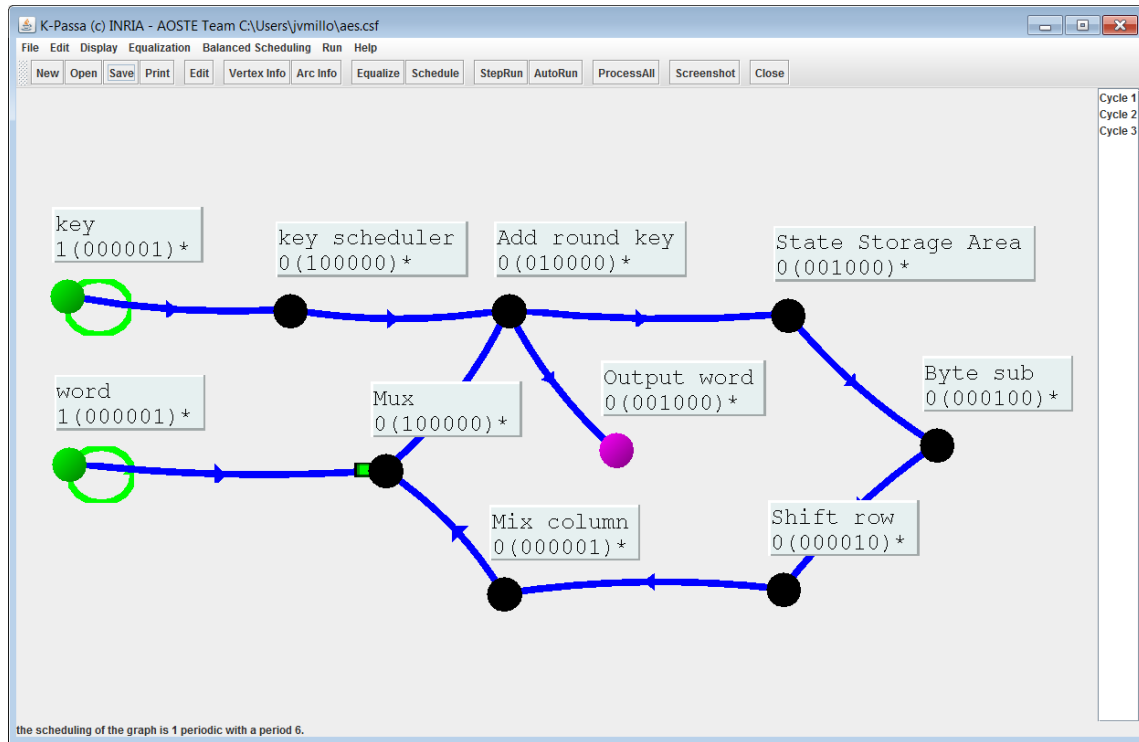 K-Passa (c) INRIA - AOSTE Team C:\Users\jvmillo\aes.csf
File Edit Display Equalization Balanced Scheduling Run Help
New Open Save Print Edit Vertex Info Arc Info Equalize Schedule StepRun AutoRun ProcessAll Screenshot Close
Cycle 1
Cycle 2
Cycle 3
key
1(000001)*
key scheduler
0(100000)*
Add round key
0(010000)*
State Storage Area
0(001000)*
word
1(000001)*
Mux
0(100000)*
Output word
0(001000)*
Byte sub
0(000100)*
Mix column
0(000001)*
Shift row
0(000010)*
the scheduling of the graph is 1 periodic with a period 6.